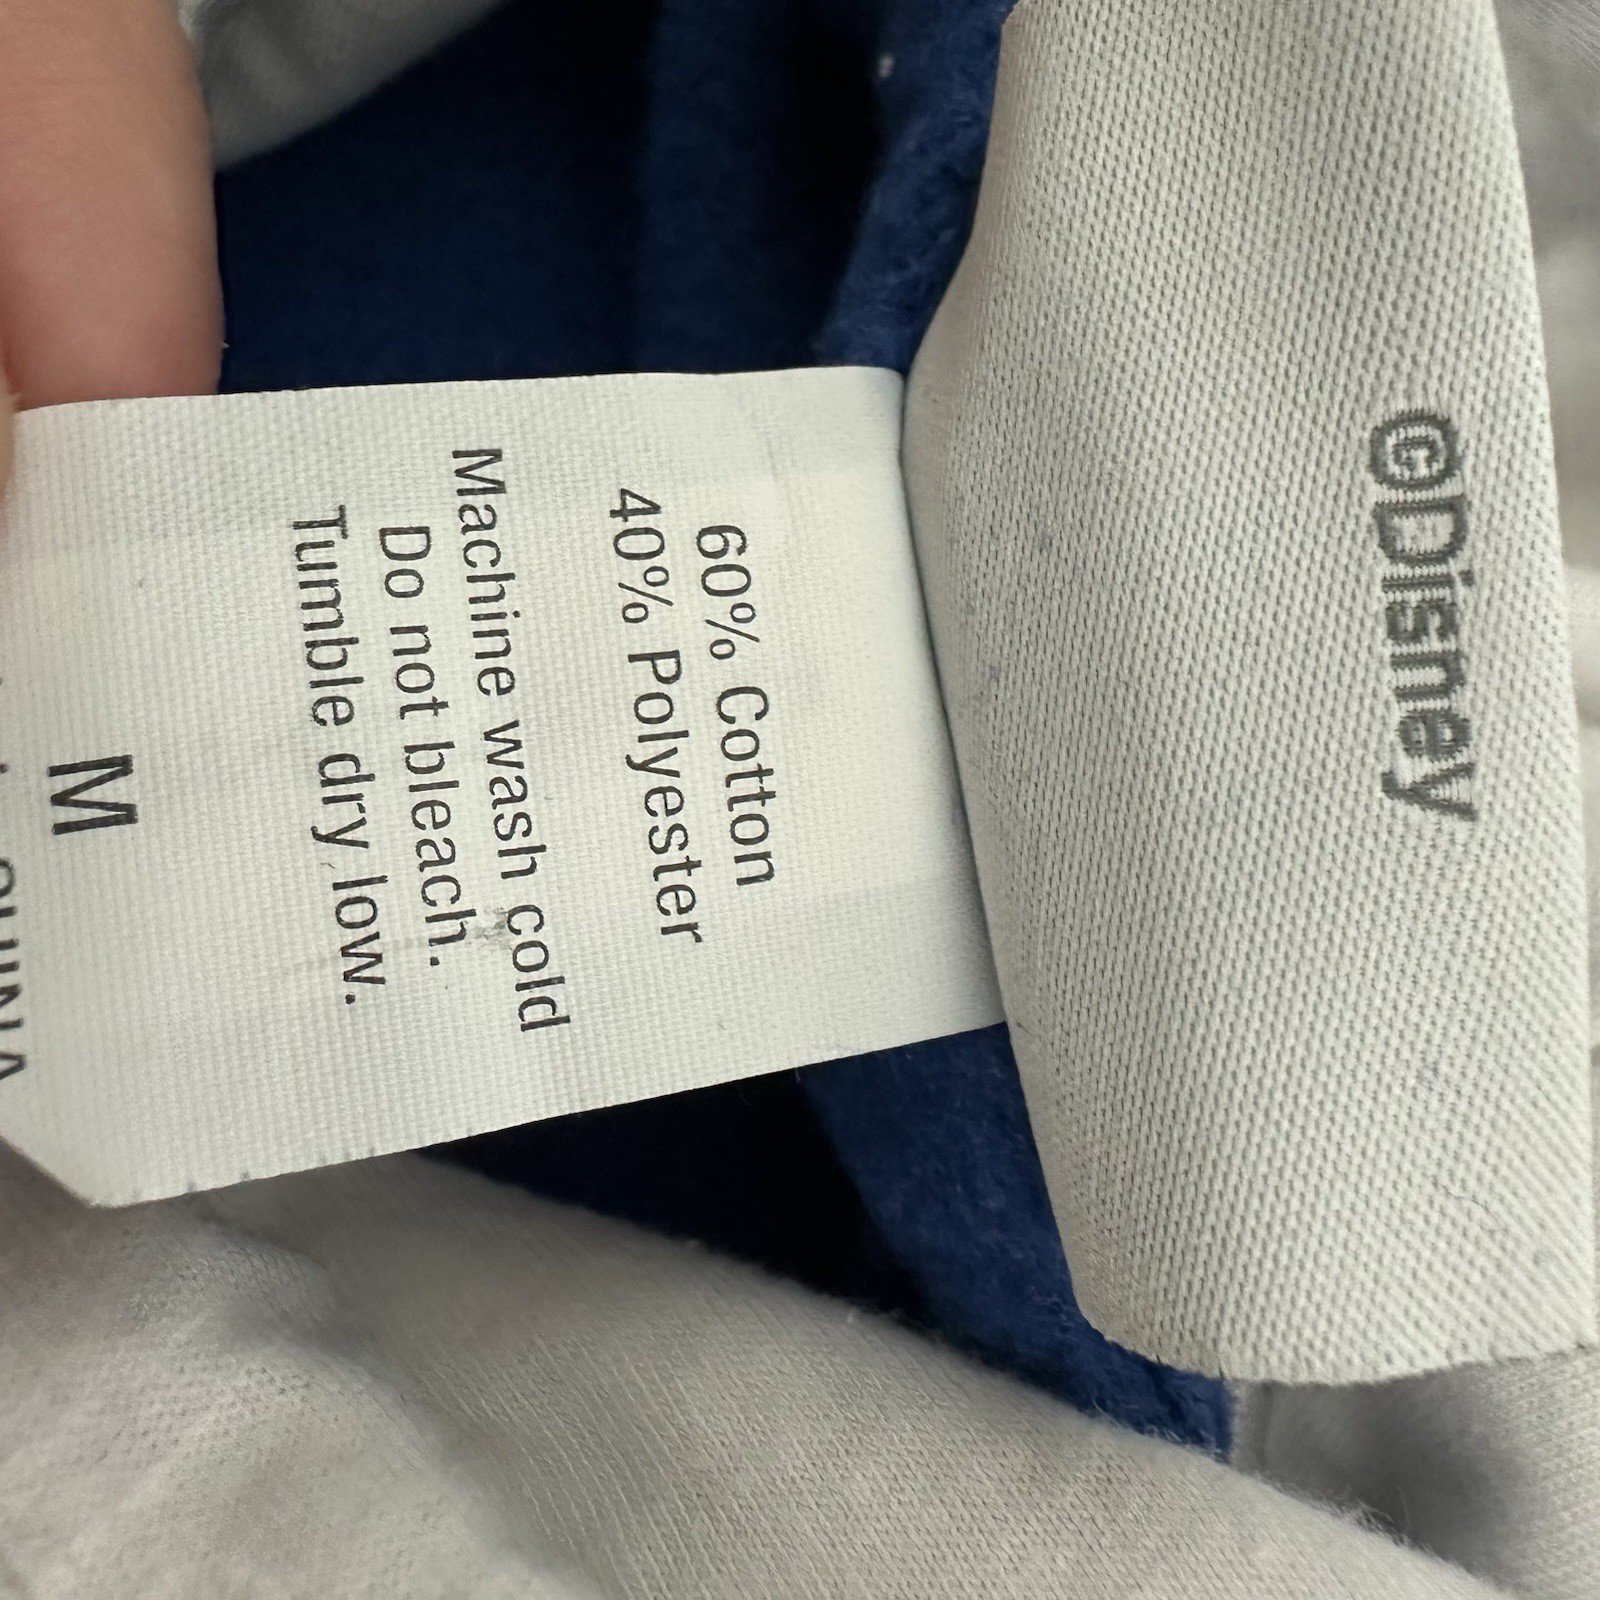 ©Disney
60% Cotton
40% Polyester
Machine wash cold
Do not bleach.
Tumble dry low.
M